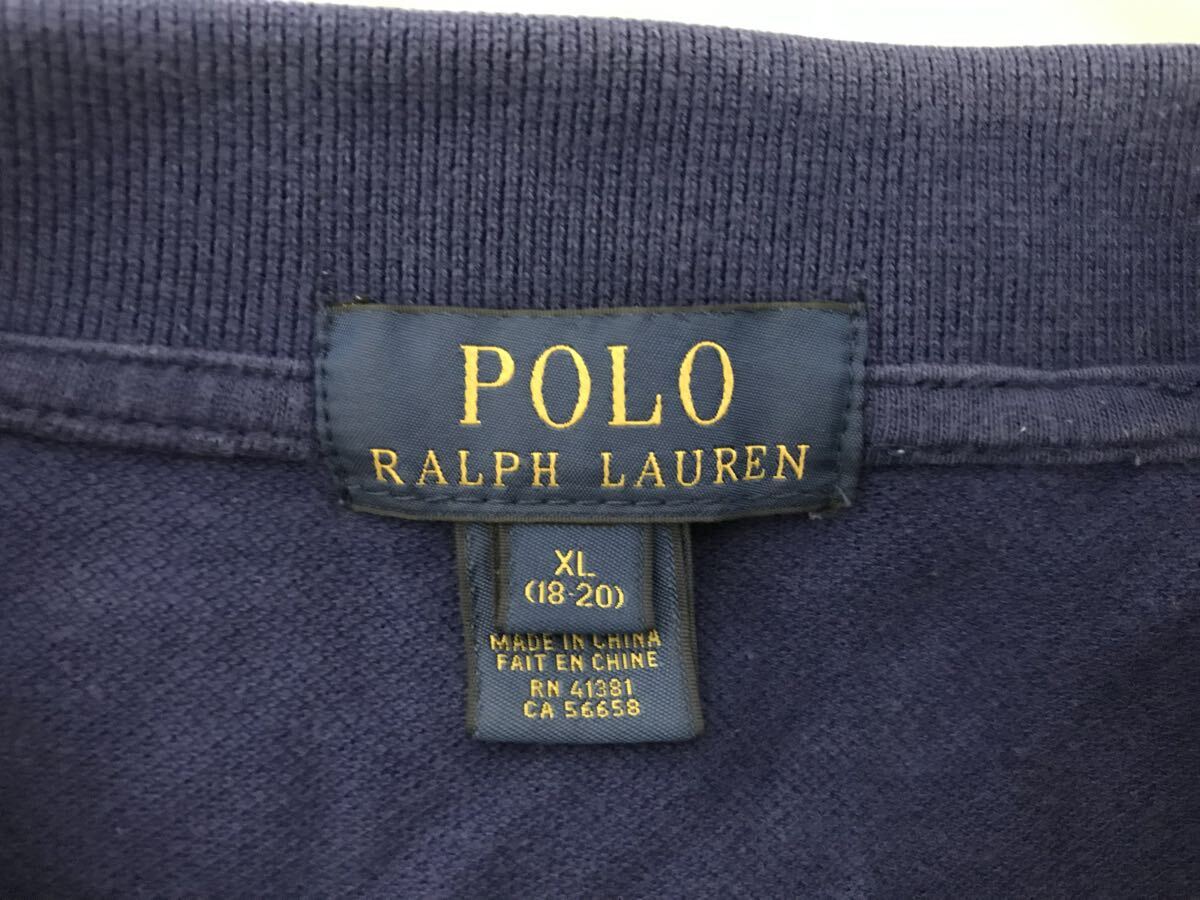 POLO
RALPH LAUREN
XL
(18-20)
MADE IN CHINA
FAIT EN CHINE
RN 41381
CA 56658